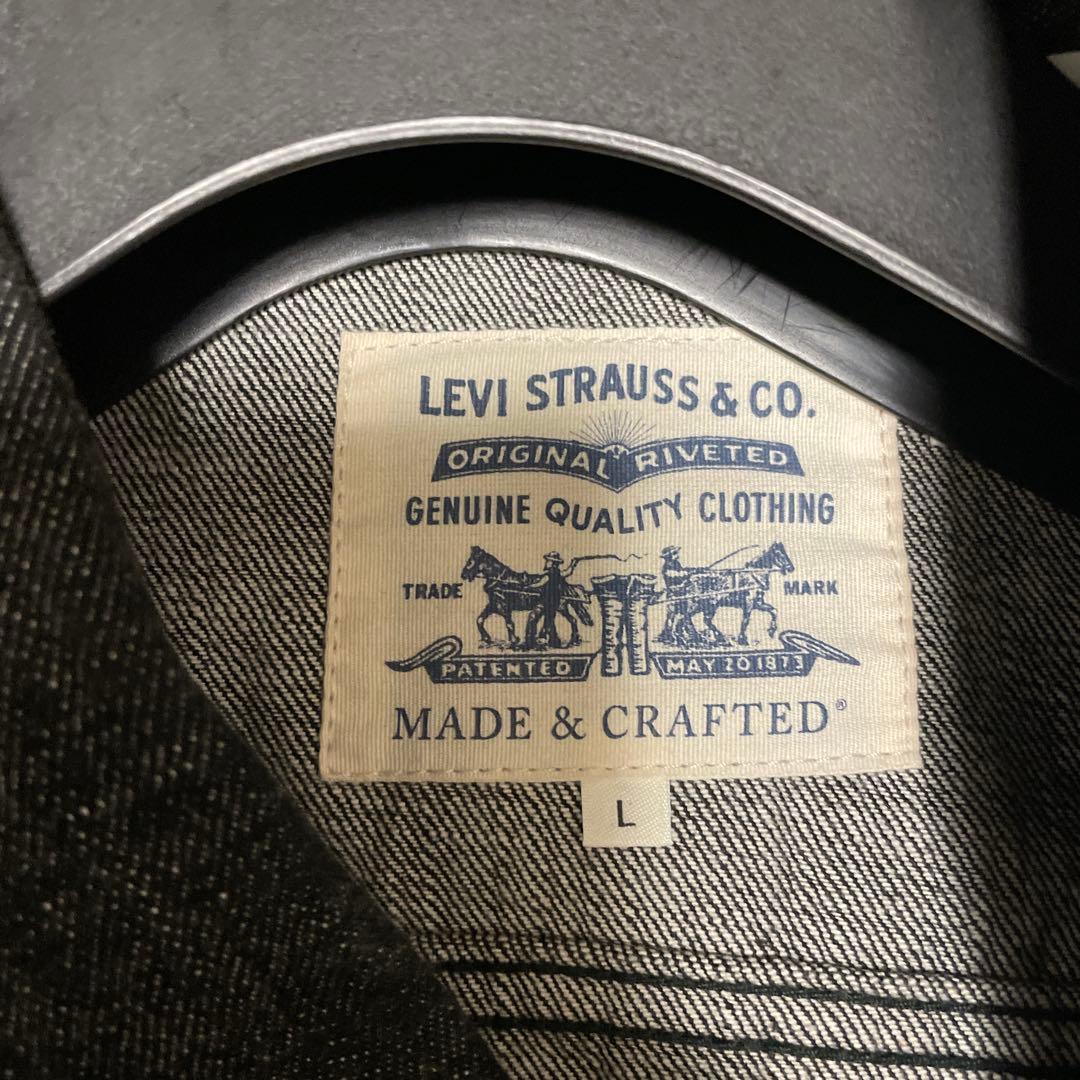 LEVI STRAUSS & CO.
ORIGINAL RIVETED
GENUINE QUALITY CLOTHING
TRADE MARK
PATENTED MAY 20 1873
MADE & CRAFTED®
L